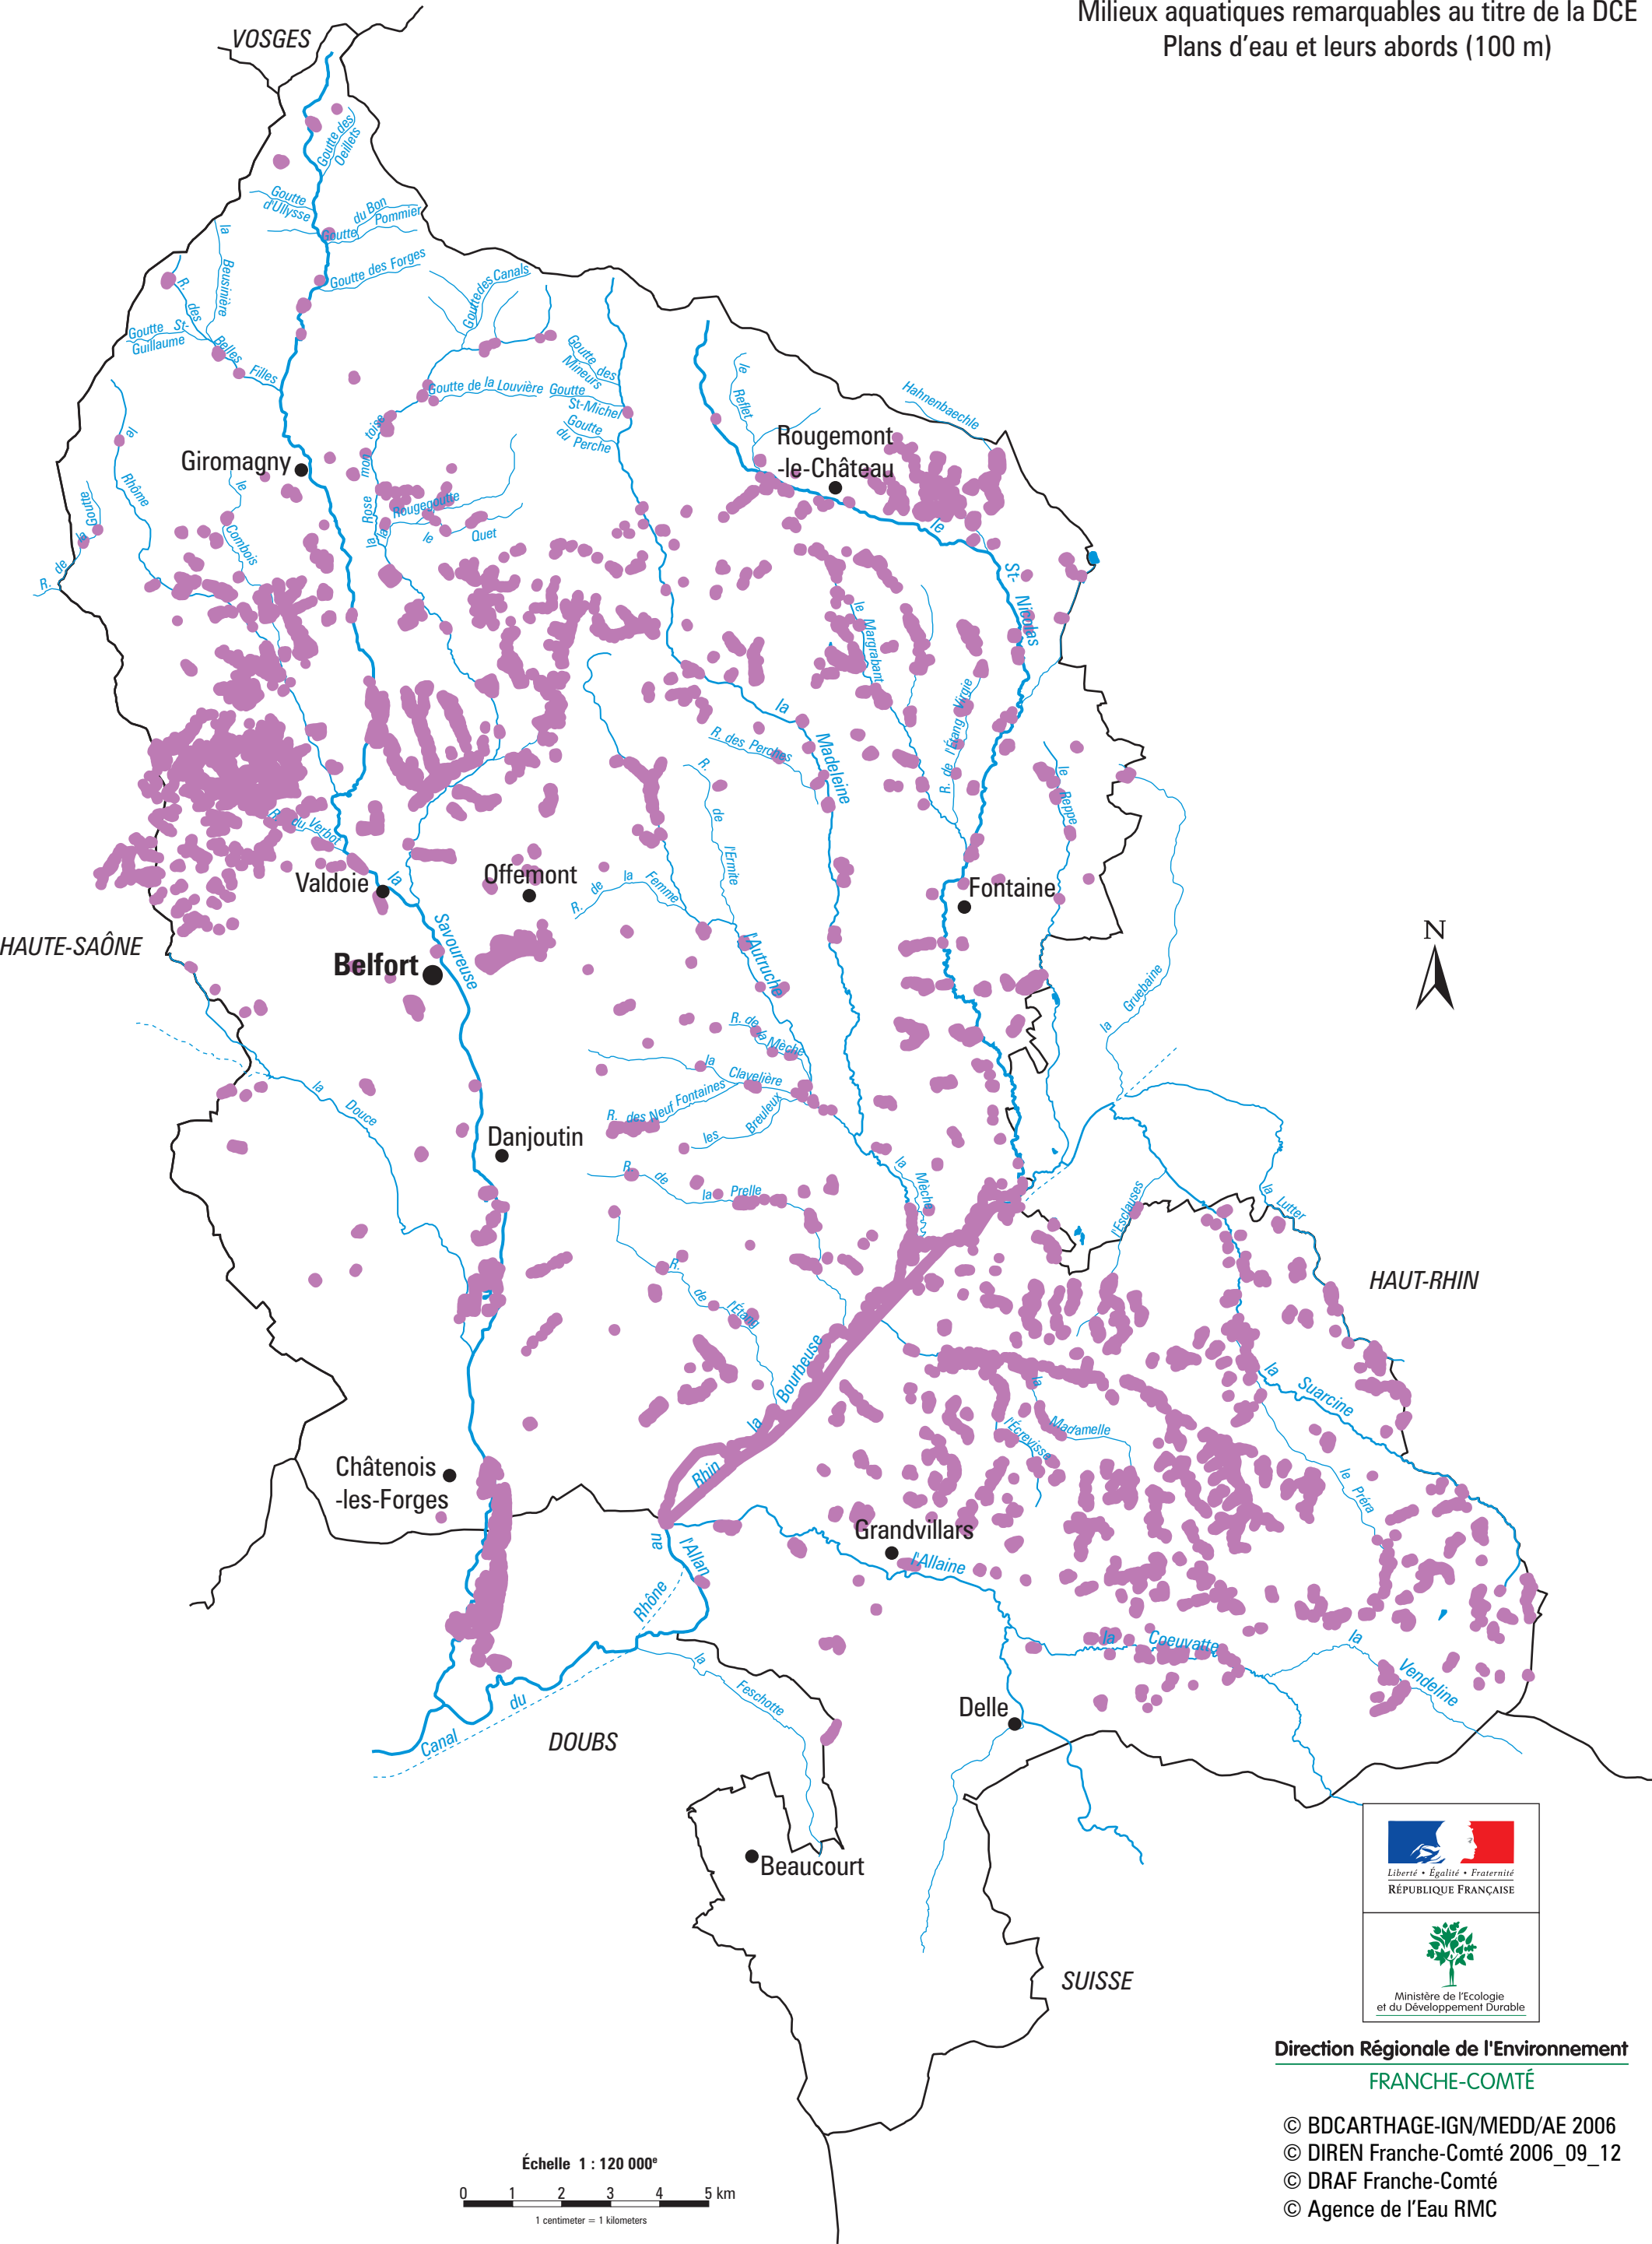 Milieux aquatiques remarquables au titre de la DCE
Plans d'eau et leurs abords (100 m)
VOSGES
Goutte des
Oeillets
Goutte
d'Ullysse
du Bon
Pommier
Goutte
la
Beusinière
Goutte des Forges
R. des
Belles
Filles
Goutte St-
Guillaume
Goutte des Canals
Goutte des
Mineurs
Goutte de la Louvière
Goutte
St-Michel
Goutte
du Perche
le
Reflet
Hahnenbaechle
Rougemont
-le-Château
Giromagny
le
Rhôme
la Rose
mon
toise
la
Rougegoutte
le
Quet
le
Combois
R. de la
Goutte
le
St-
Nicolas
le
Margrabant
R. de l'Étang Virgie
la
Madeleine
R. des Perches
R. de l'Ermite
le
Reppe
R. du Verbot
Valdoie
la
Savoureuse
Offemont
R. de la Femme
Fontaine
HAUTE-SAÔNE
Belfort
l'Autruche
N
la Gruebaine
R. de
la Mèche
la Clavelière
R. des Neuf Fontaines
les Breuleux
la
Douce
Danjoutin
R. de la Prelle
la
Mèche
l'Esclauses
la Lutter
HAUT-RHIN
R. de l'Étang
la Bourbeuse
la
Suarcine
la
Madamelle
l'Écrevisse
le
Préra
Châtenois
-les-Forges
Rhin
au
l'Allan
Rhône
Grandvillars
l'Allaine
la Coeuvatte
la
Vendeline
la
Feschotte
Delle
du
Canal
DOUBS
Beaucourt
SUISSE
Liberté • Égalité • Fraternité
RÉPUBLIQUE FRANÇAISE
Ministère de l'Ecologie
et du Développement Durable
Direction Régionale de l'Environnement
FRANCHE-COMTÉ
© BDCARTHAGE-IGN/MEDD/AE 2006
© DIREN Franche-Comté 2006_09_12
© DRAF Franche-Comté
© Agence de l'Eau RMC
Échelle 1 : 120 000e
0 1 2 3 4 5 km
1 centimeter = 1 kilometers